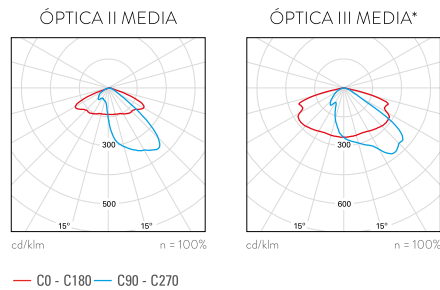 ÓPTICA II MEDIA
ÓPTICA III MEDIA*
300
500
15°
15°
cd/klm
n = 100%
300
600
15°
15°
cd/klm
n = 100%
C0 - C180
C90 - C270